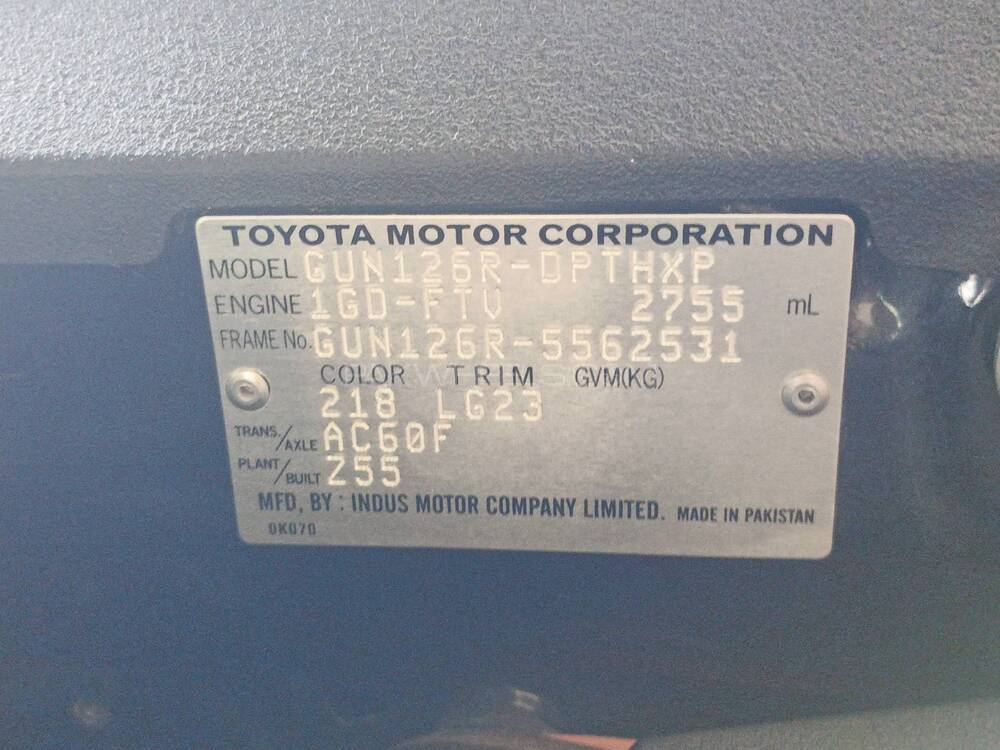 TOYOTA MOTOR CORPORATION
MODEL GUN126R-DPTHXP
ENGINE 1GD-FTV 2755 mL
FRAME No. GUN126R-5562531
COLOR TRIM GVM(KG)
218 LG23
TRANS./AXLE AC60F
PLANT/BUILT Z55
MFD, BY : INDUS MOTOR COMPANY LIMITED. MADE IN PAKISTAN
0K070